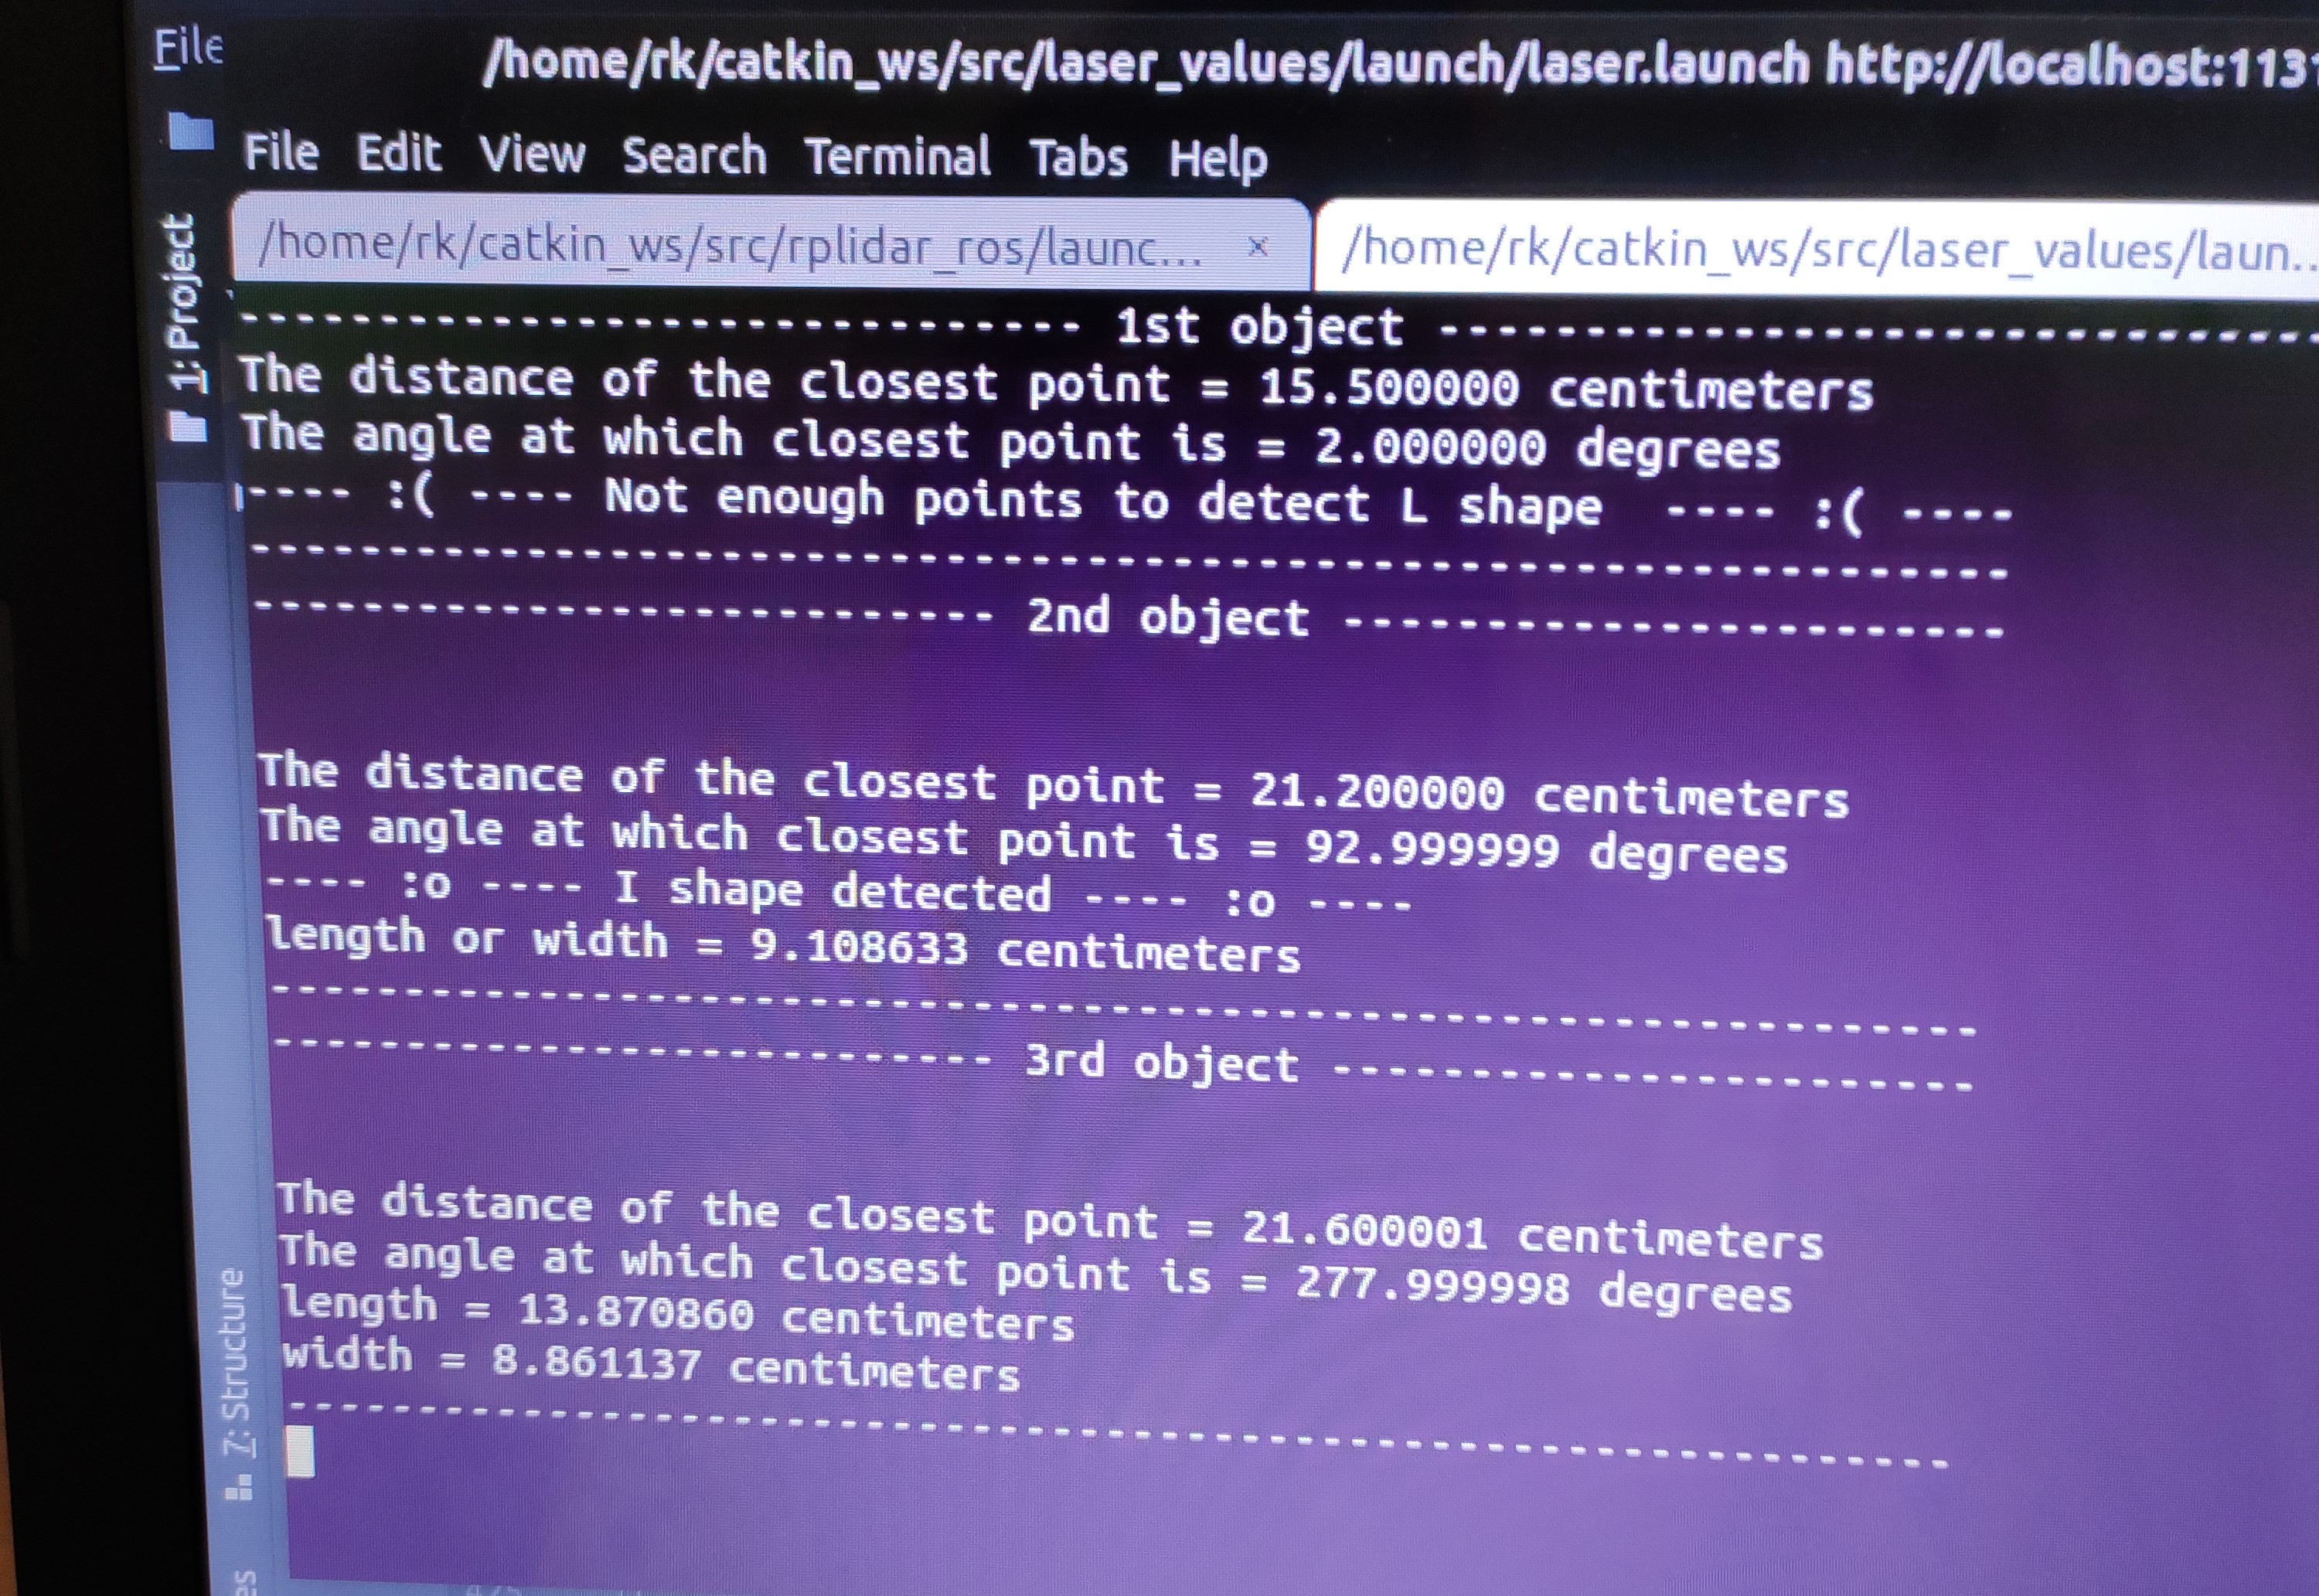 File
/home/rk/catkin_ws/src/laser_values/launch/laser.launch http://localhost:1131
File Edit View Search Terminal Tabs Help
/home/rk/catkin_ws/src/rplidar_ros/launc... × /home/rk/catkin_ws/src/laser_values/laun...
1: Project
------------------------------ 1st object --------------------------------
The distance of the closest point = 15.500000 centimeters
The angle at which closest point is = 2.000000 degrees
---- :( ---- Not enough points to detect L shape  ---- :( ----
----------------------------------------------------------------
--------------------------- 2nd object ------------------------
The distance of the closest point = 21.200000 centimeters
The angle at which closest point is = 92.999999 degrees
---- :o ---- I shape detected ---- :o ----
length or width = 9.108633 centimeters
----------------------------------------------------------------
--------------------------- 3rd object ------------------------
The distance of the closest point = 21.600001 centimeters
The angle at which closest point is = 277.999998 degrees
length = 13.870860 centimeters
width = 8.861137 centimeters
----------------------------------------------------------------
7: Structure